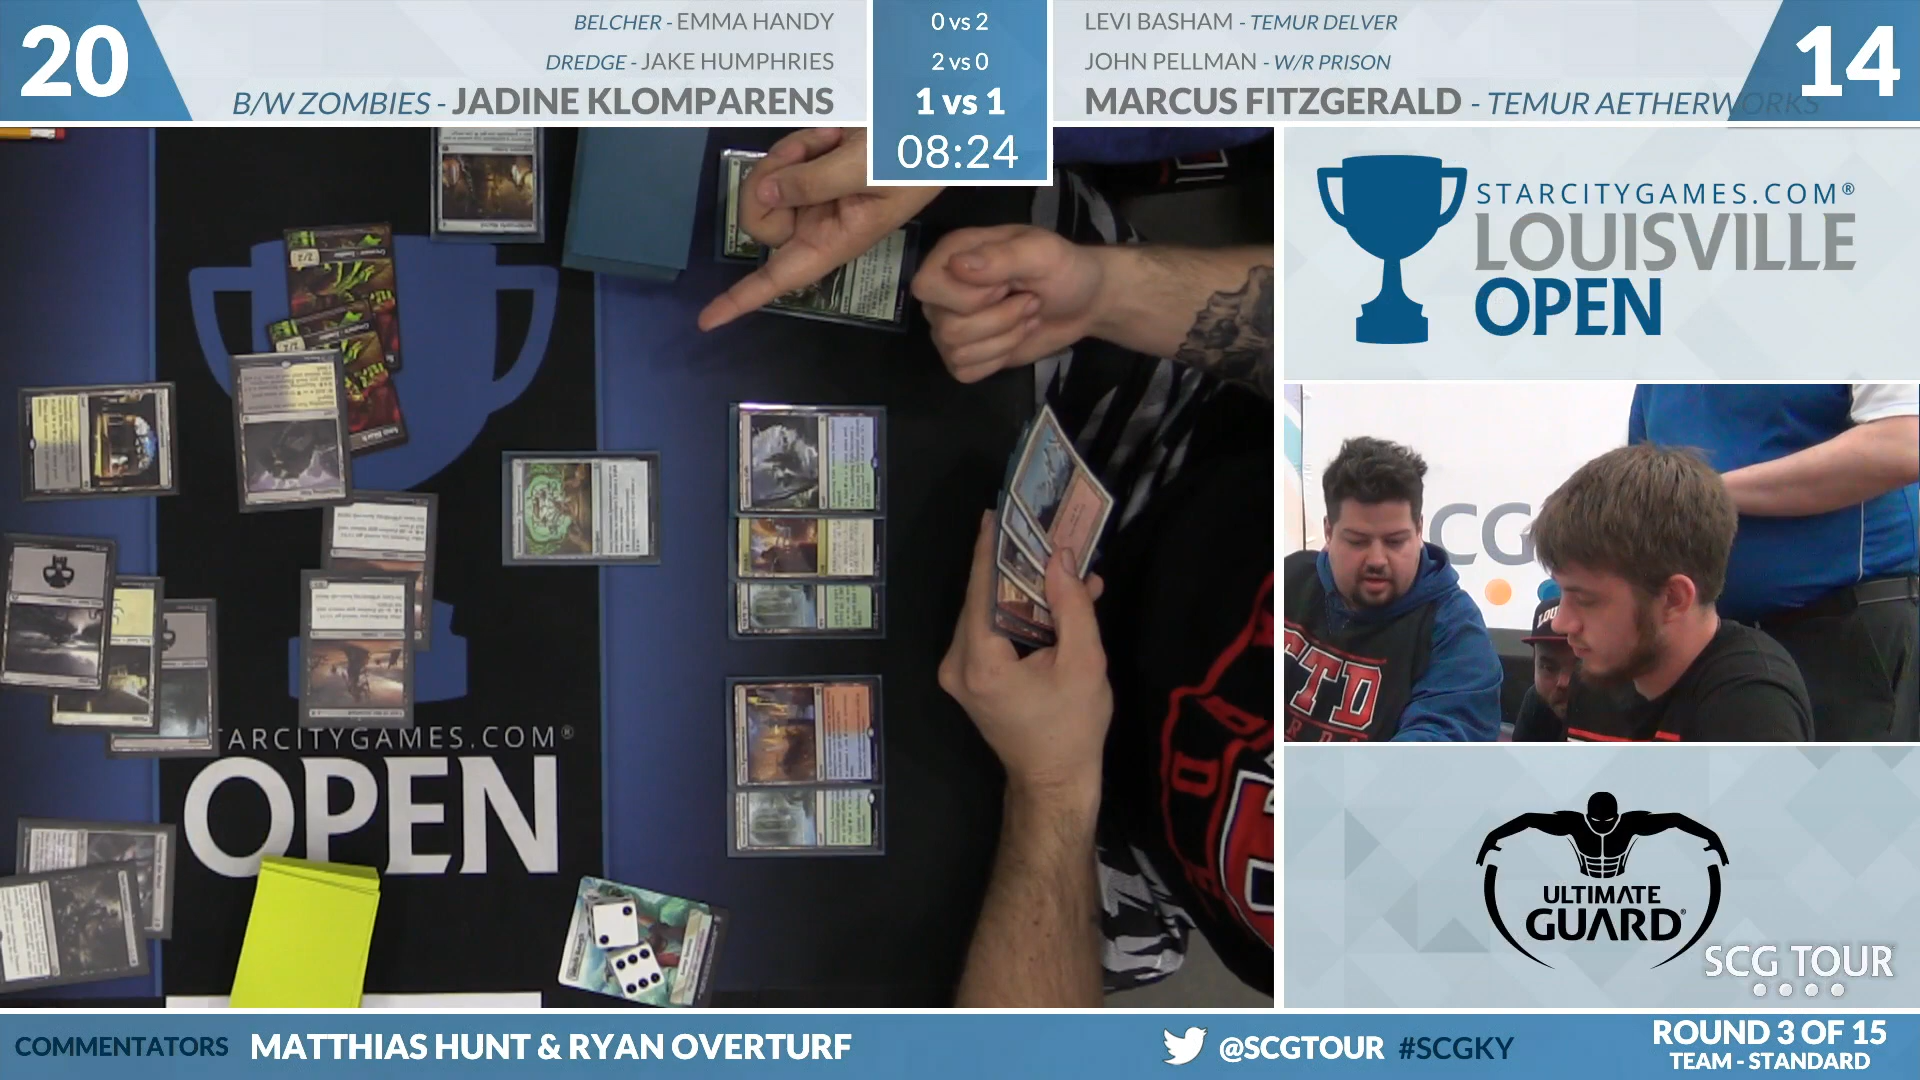 20
BELCHER - EMMA HANDY
DREDGE - JAKE HUMPHRIES
B/W ZOMBIES - JADINE KLOMPARENS
0 vs 2
2 vs 0
1 vs 1
08:24
LEVI BASHAM - TEMUR DELVER
JOHN PELLMAN - W/R PRISON
MARCUS FITZGERALD - TEMUR AETHERWORKS
14
STARCITYGAMES.COM®
LOUISVILLE
OPEN
ARCITYGAMES.COM®
OPEN
CG
TD
ULTIMATE
GUARD®
SCG TOUR
COMMENTATORS MATTHIAS HUNT & RYAN OVERTURF
@SCGTOUR #SCGKY
ROUND 3 OF 15
TEAM - STANDARD